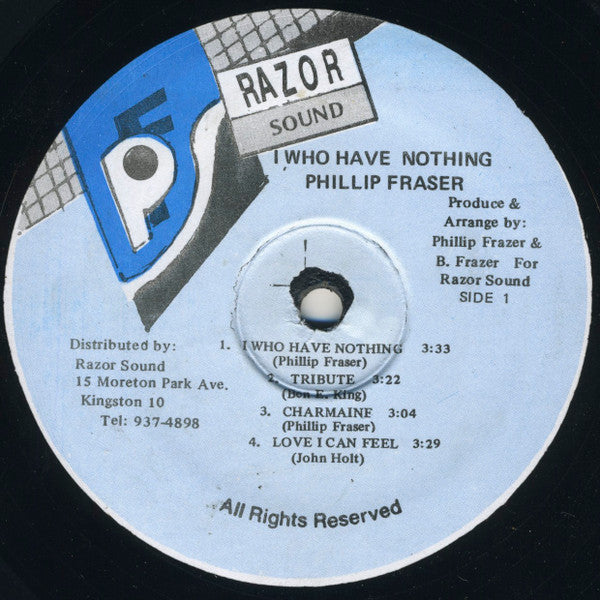 RAZOR
SOUND
PFS
I WHO HAVE NOTHING
PHILLIP FRASER
Produce &
Arrange by:
Phillip Frazer &
B. Frazer For
Razor Sound
SIDE 1
Distributed by:
Razor Sound
15 Moreton Park Ave.
Kingston 10
Tel: 937-4898
1. I WHO HAVE NOTHING 3:33
(Phillip Fraser)
2. TRIBUTE 3:22
(Ben E. King)
3. CHARMAINE 3:04
(Phillip Fraser)
4. LOVE I CAN FEEL 3:29
(John Holt)
All Rights Reserved